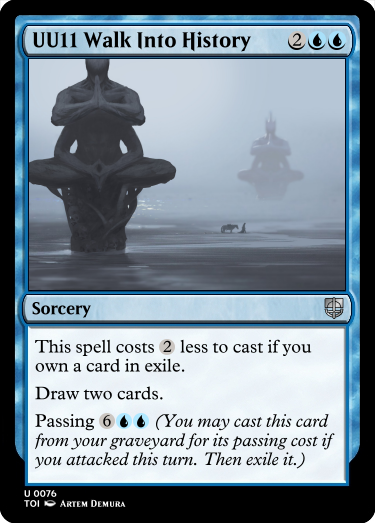 UU11 Walk Into History 2UU
Sorcery
This spell costs 2 less to cast if you
own a card in exile.
Draw two cards.
Passing 6UU (You may cast this card
from your graveyard for its passing cost if
you attacked this turn. Then exile it.)
U 0076
TOI Artem Demura